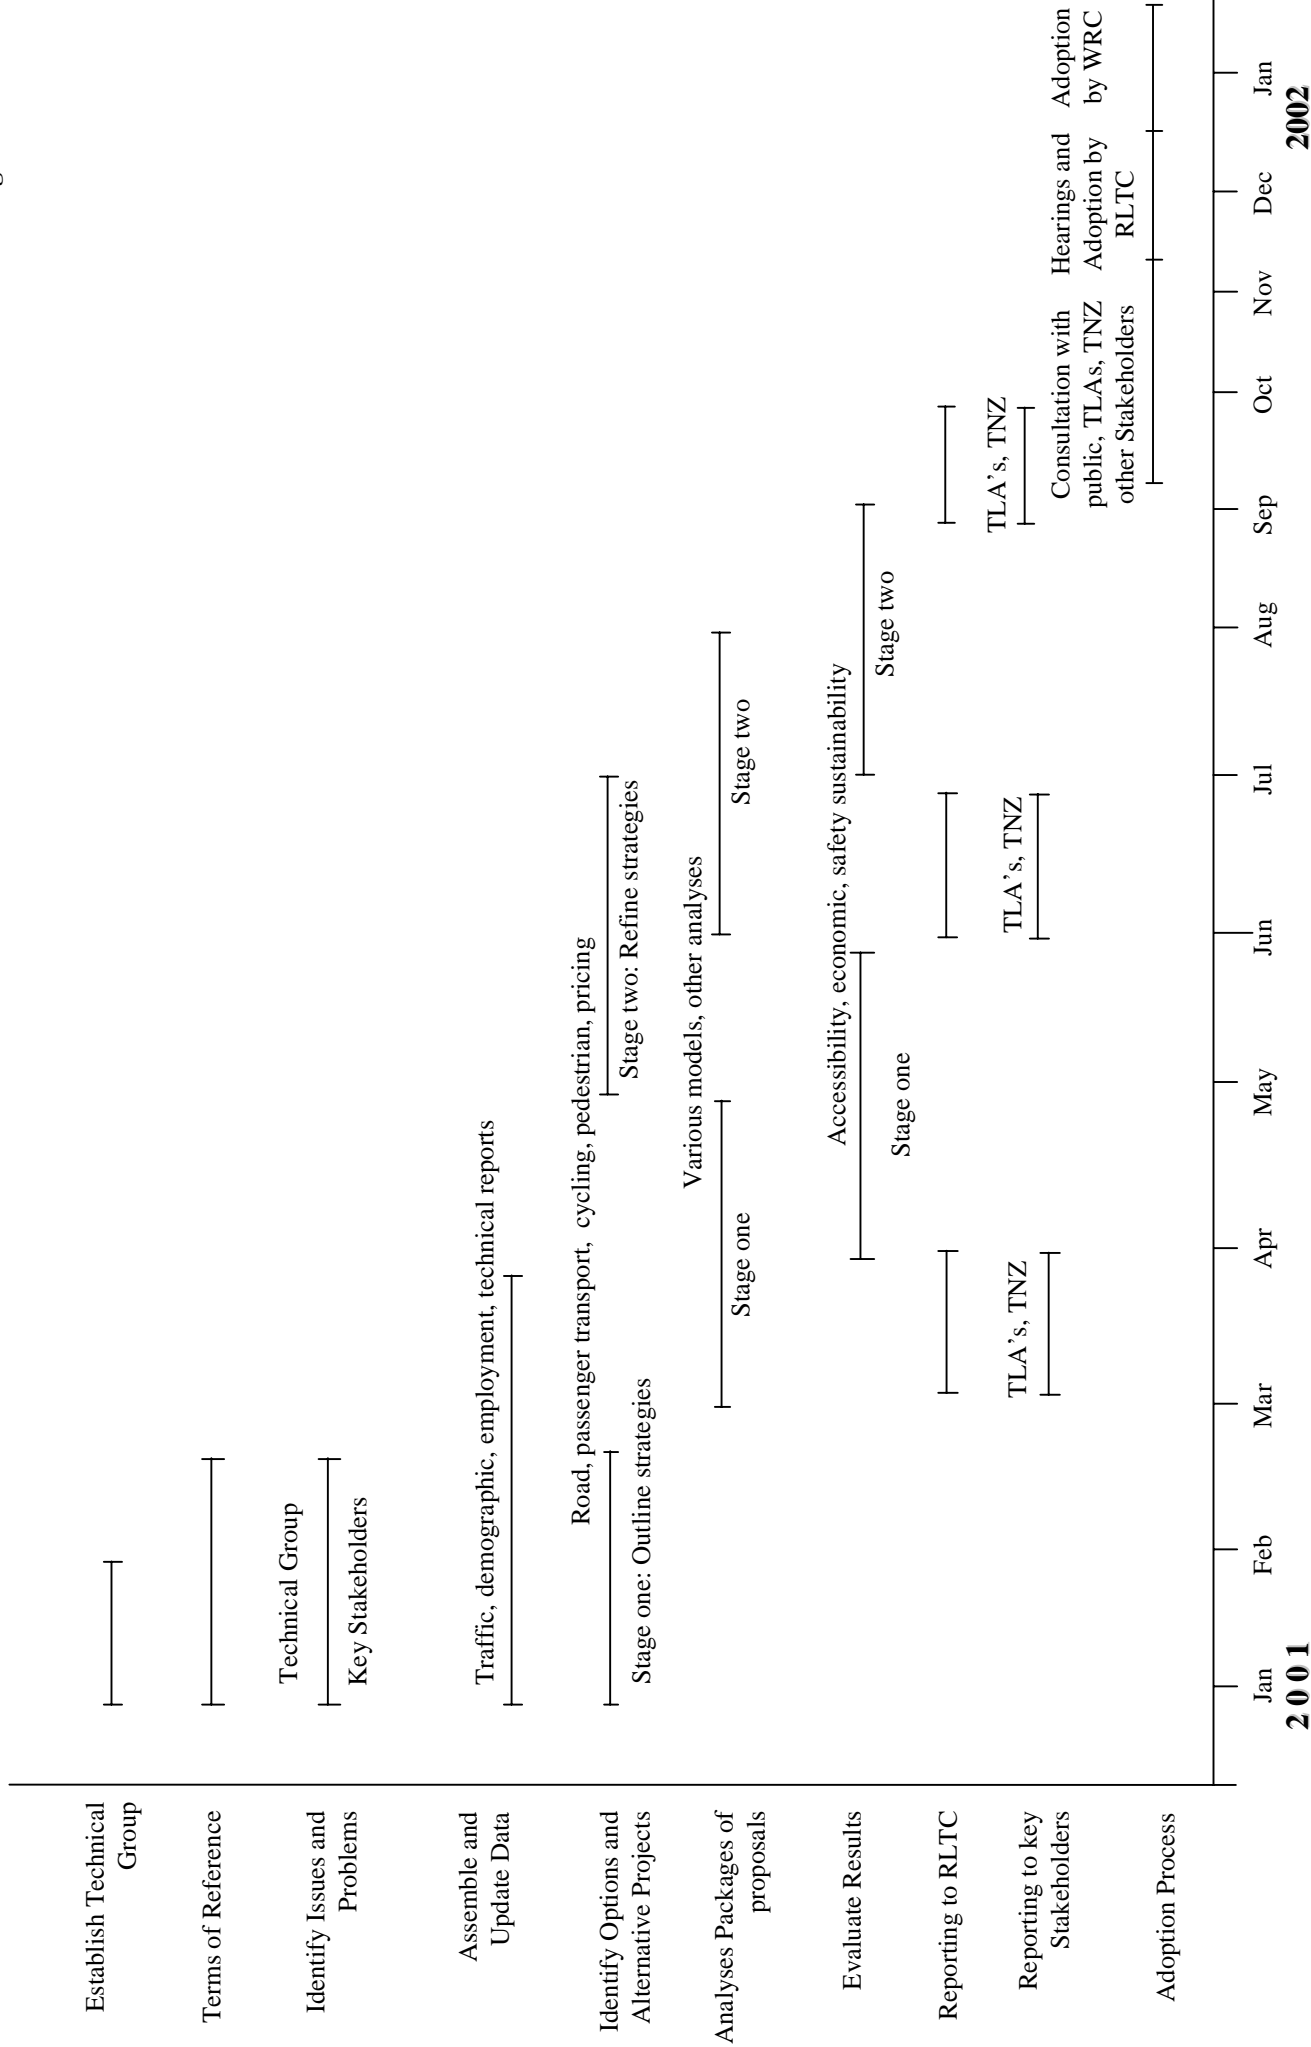 Establish Technical
Group
Terms of Reference
Identify Issues and
Problems
Technical Group
Key Stakeholders
Assemble and
Update Data
Traffic, demographic, employment, technical reports
Identify Options and
Alternative Projects
Road, passenger transport, cycling, pedestrian, pricing
Stage one: Outline strategies
Stage two: Refine strategies
Analyses Packages of
proposals
Various models, other analyses
Stage one
Stage two
Evaluate Results
Accessibility, economic, safety sustainability
Stage one
Stage two
Reporting to RLTC
Reporting to key
Stakeholders
TLA's, TNZ
TLA's, TNZ
TLA's, TNZ
Adoption Process
Consultation with
public, TLAs, TNZ
other Stakeholders
Hearings and
Adoption by
RLTC
Adoption
by WRC
Jan Feb Mar Apr May Jun Jul Aug Sep Oct Nov Dec Jan
2001 2002